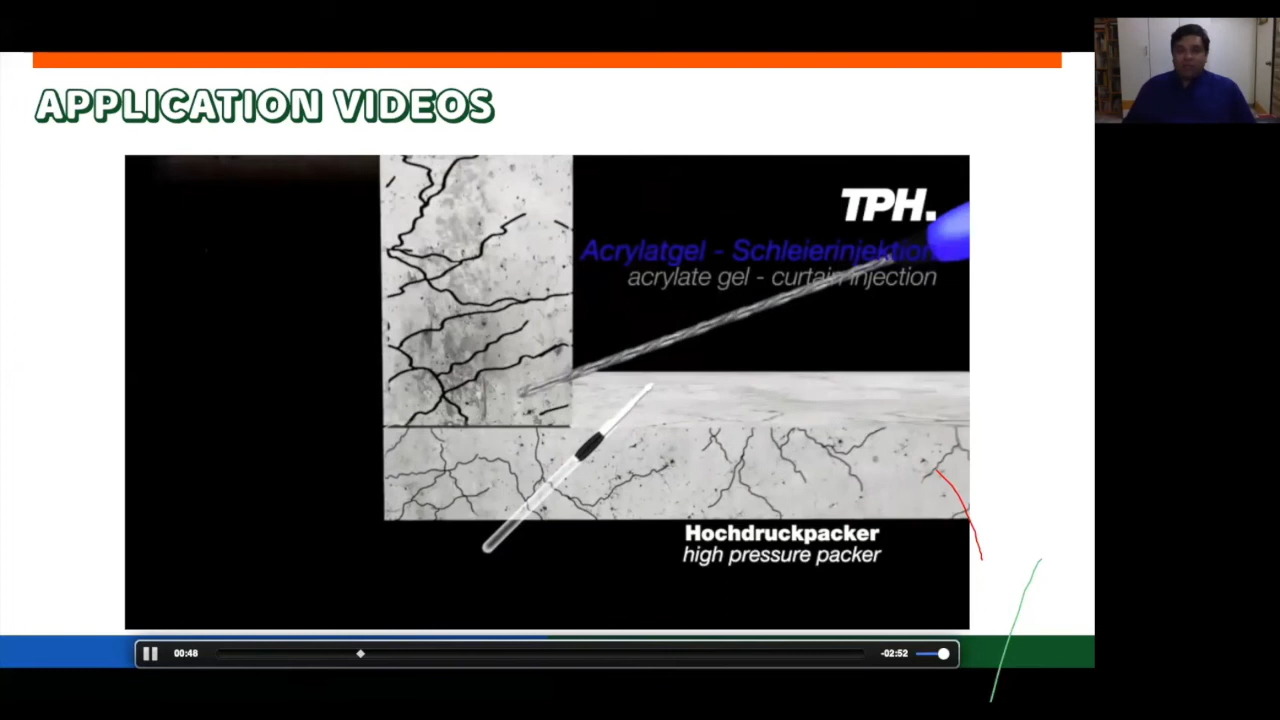 APPLICATION VIDEOS
TPH.
Acrylatgel - Schleierinjektion
acrylate gel - curtain injection
Hochdruckpacker
high pressure packer
00:48
-02:52